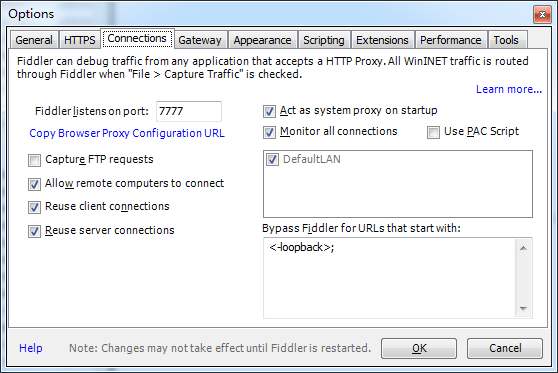 Options
General HTTPS Connections Gateway Appearance Scripting Extensions Performance Tools
Fiddler can debug traffic from any application that accepts a HTTP Proxy. All WinINET traffic is routed
through Fiddler when "File > Capture Traffic" is checked.
Learn more...
Fiddler listens on port: 7777
Copy Browser Proxy Configuration URL
Capture FTP requests
Allow remote computers to connect
Reuse client connections
Reuse server connections
Act as system proxy on startup
Monitor all connections Use PAC Script
DefaultLAN
Bypass Fiddler for URLs that start with:
<-loopback>;
Help Note: Changes may not take effect until Fiddler is restarted. OK Cancel